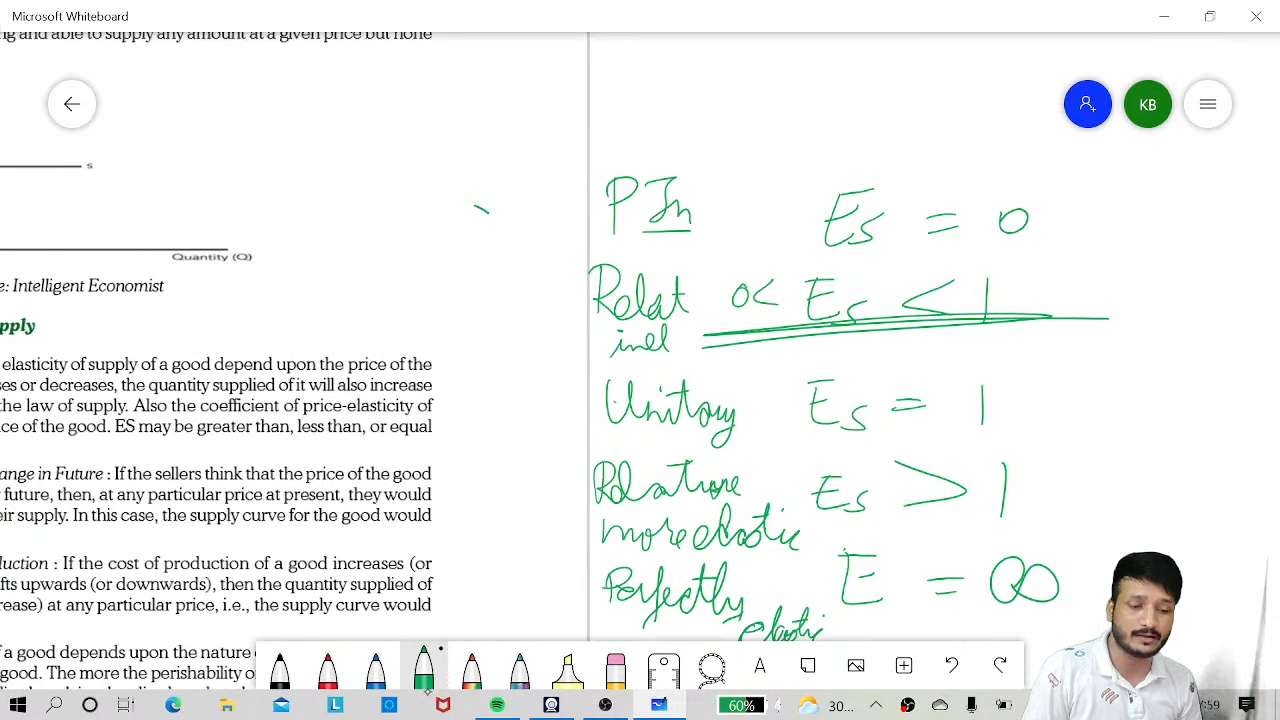 Microsoft Whiteboard
ng and able to supply any amount at a given price but none
KB
s
Quantity (Q)
e: Intelligent Economist
pply
elasticity of supply of a good depend upon the price of the
ses or decreases, the quantity supplied of it will also increase
the law of supply. Also the coefficient of price-elasticity of
ce of the good. ES may be greater than, less than, or equal
ange in Future : If the sellers think that the price of the good
future, then, at any particular price at present, they would
eir supply. In this case, the supply curve for the good would
uction : If the cost of production of a good increases (or
fts upwards (or downwards), then the quantity supplied of
rease) at any particular price, i.e., the supply curve would
f a good depends upon the nature
good. The more the perishability o
P In Es = 0
Relat 0< Es < 1
inel
Unitory Es = 1
Es > 1
more elastic
Perfectly E = ∞
elastic
A
60%
30...
7:59